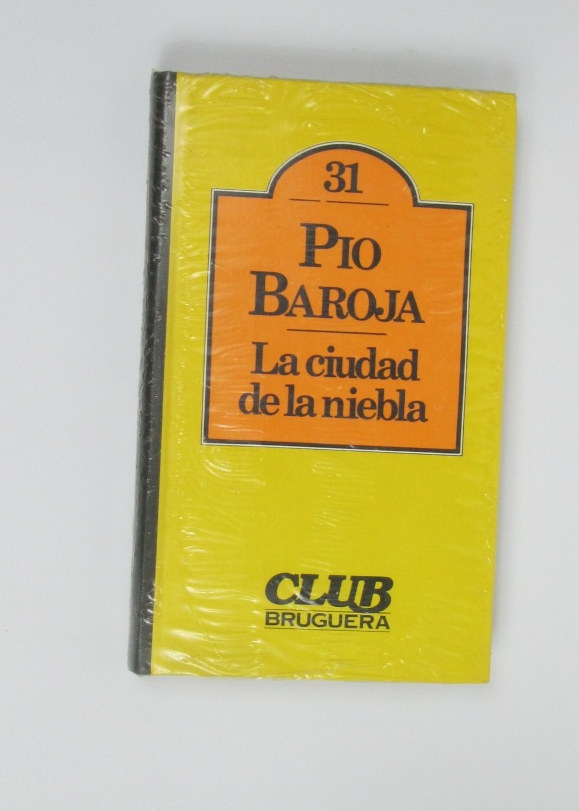 31
PIO
BAROJA
La ciudad
de la niebla
CLUB
BRUGUERA